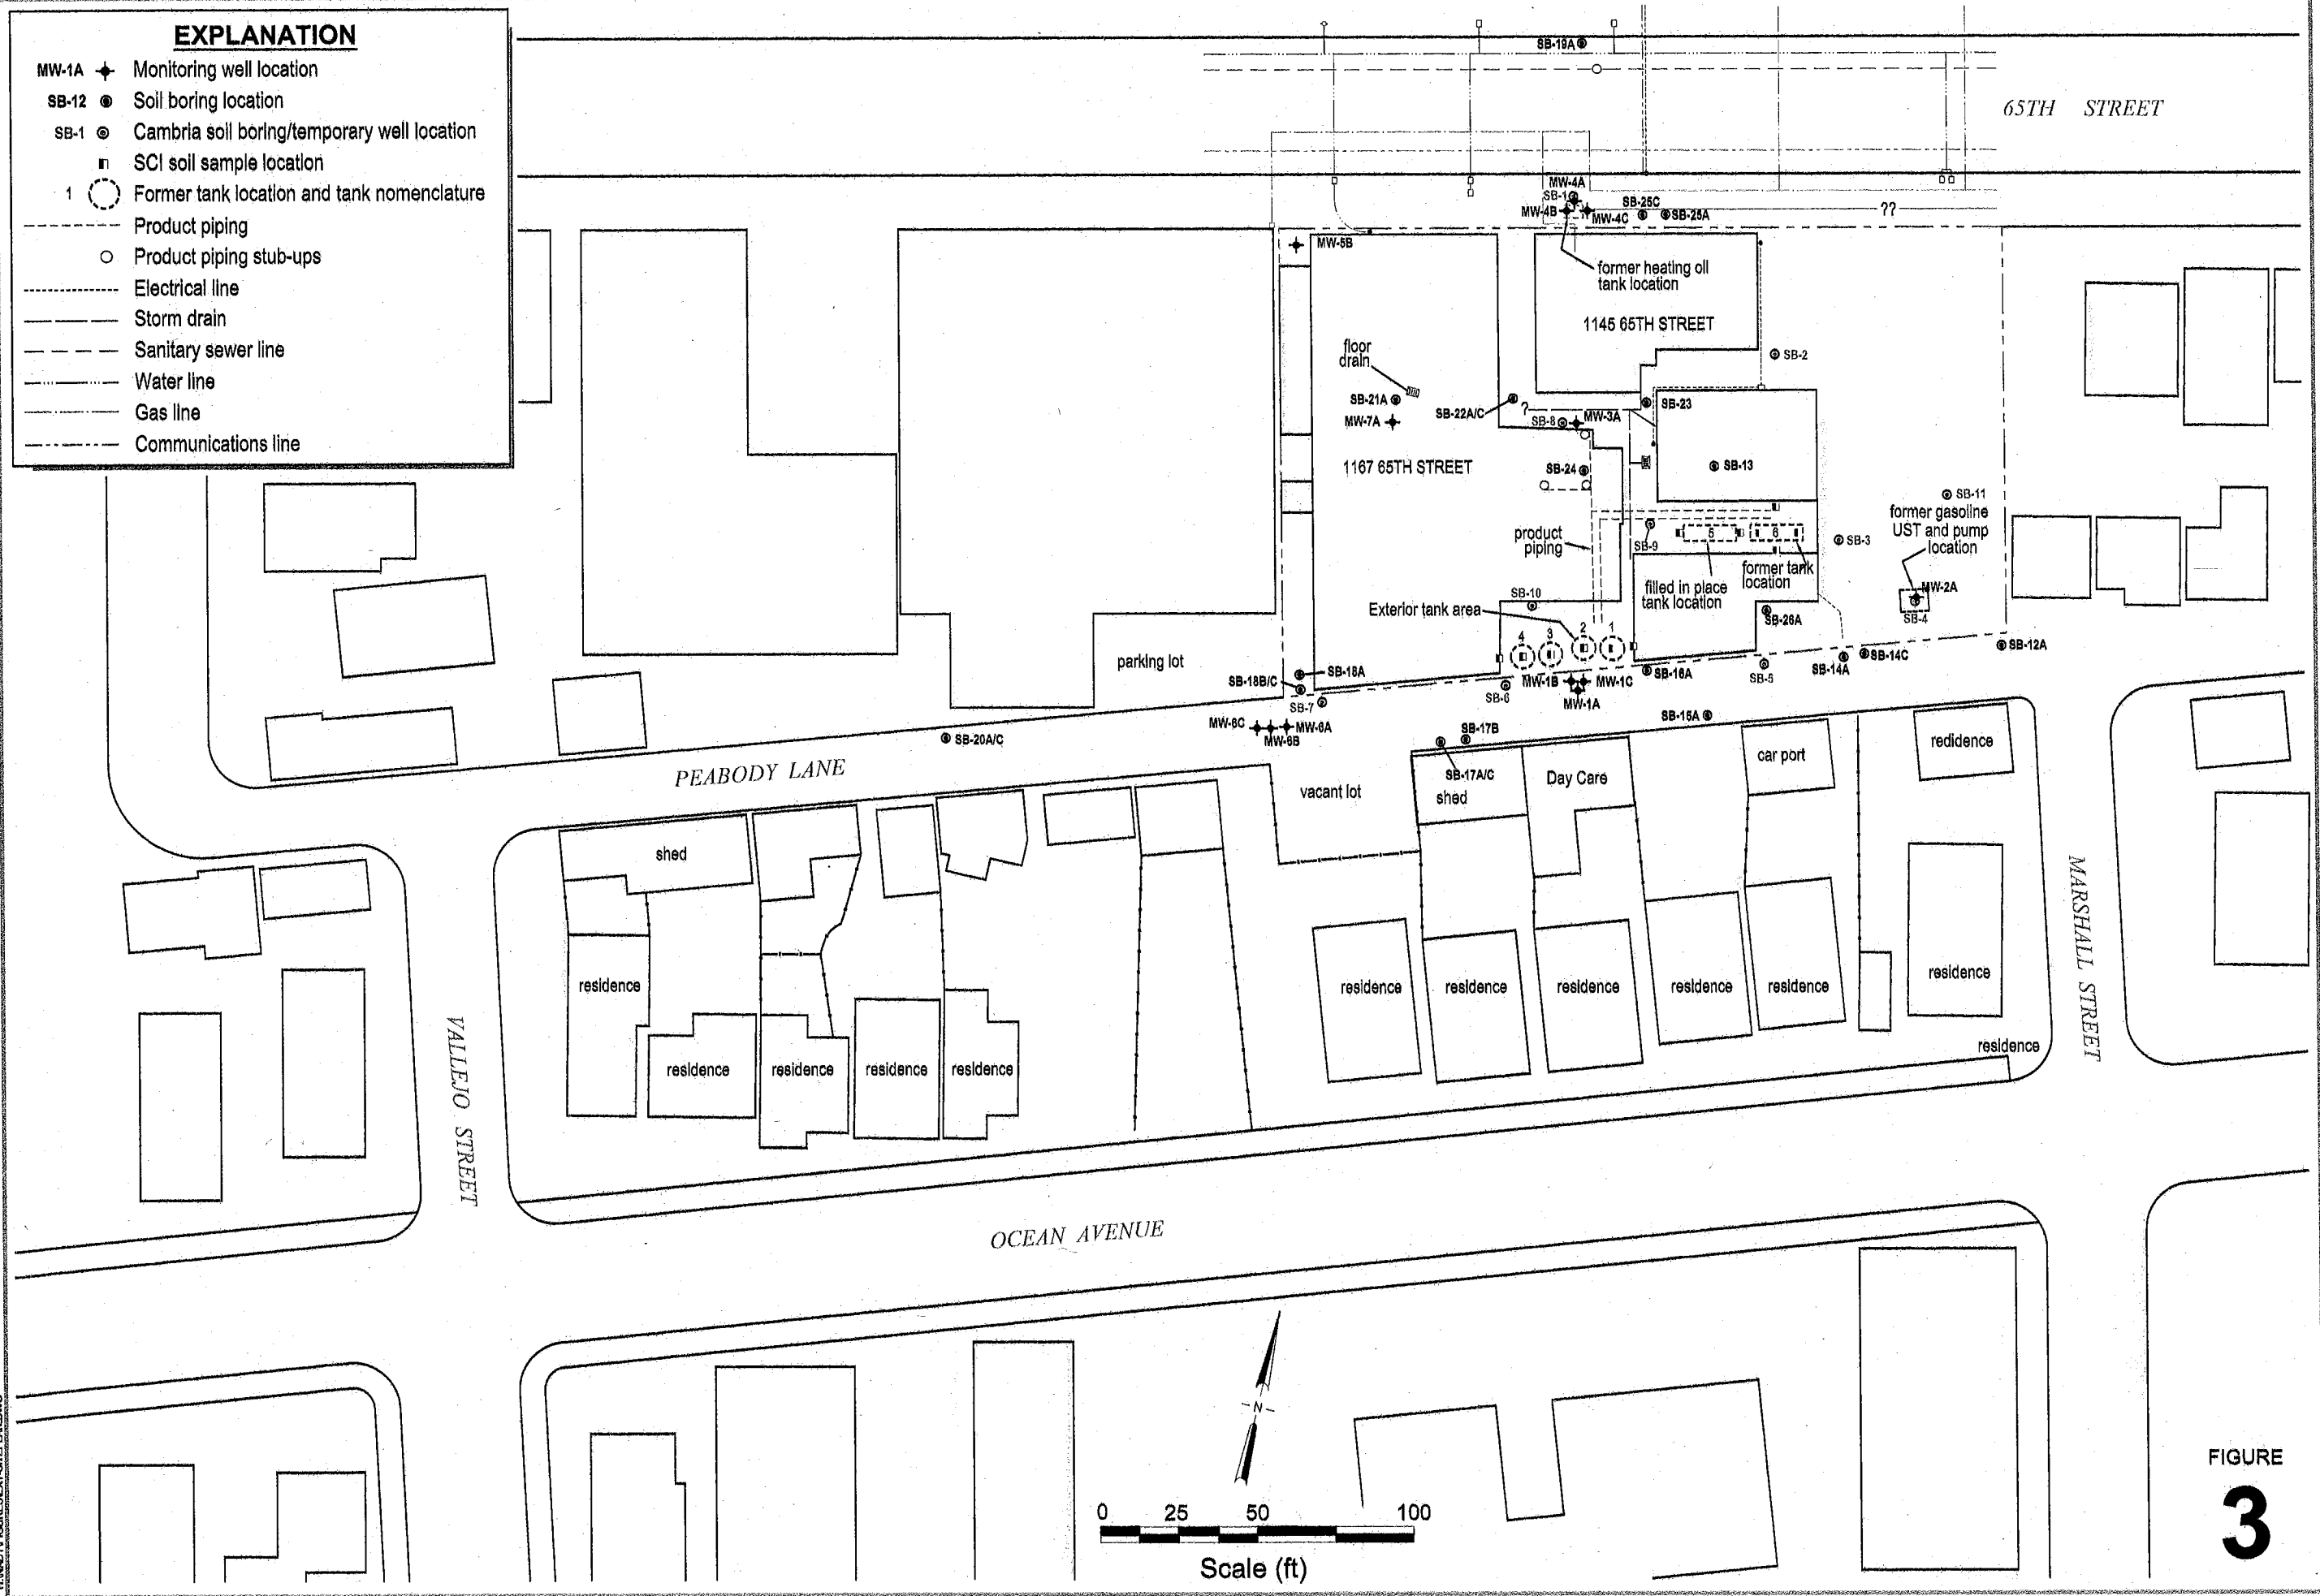 EXPLANATION
MW-1A Monitoring well location
SB-12 Soil boring location
SB-1 Cambria soil boring/temporary well location
SCI soil sample location
1 Former tank location and tank nomenclature
Product piping
Product piping stub-ups
Electrical line
Storm drain
Sanitary sewer line
Water line
Gas line
Communications line
SB-19A
65TH STREET
MW-4A
SB-1
MW-4B
MW-4C
SB-25C
SB-25A
??
MW-5B
former heating oil
tank location
1145 65TH STREET
SB-2
floor
drain
SB-21A
MW-7A
SB-22A/C
?
SB-8
MW-3A
SB-23
1167 65TH STREET
SB-24
SB-13
SB-11
former gasoline
UST and pump
location
product
piping
SB-9
5
6
SB-3
filled in place
tank location
former tank
location
MW-2A
SB-4
SB-10
Exterior tank area
SB-26A
4
3
2
1
SB-12A
parking lot
SB-18A
SB-18B/C
SB-7
SB-6
MW-1B
MW-1C
MW-1A
SB-16A
SB-5
SB-14A
SB-14C
MW-6C
MW-6A
MW-6B
SB-20A/C
SB-17B
SB-15A
SB-17A/C
PEABODY LANE
vacant lot
shed
Day Care
car port
redidence
shed
MARSHALL STREET
residence
residence
residence
residence
residence
residence
residence
residence
residence
residence
residence
residence
VALLEJO STREET
OCEAN AVENUE
N
0 25 50 100
Scale (ft)
FIGURE
3